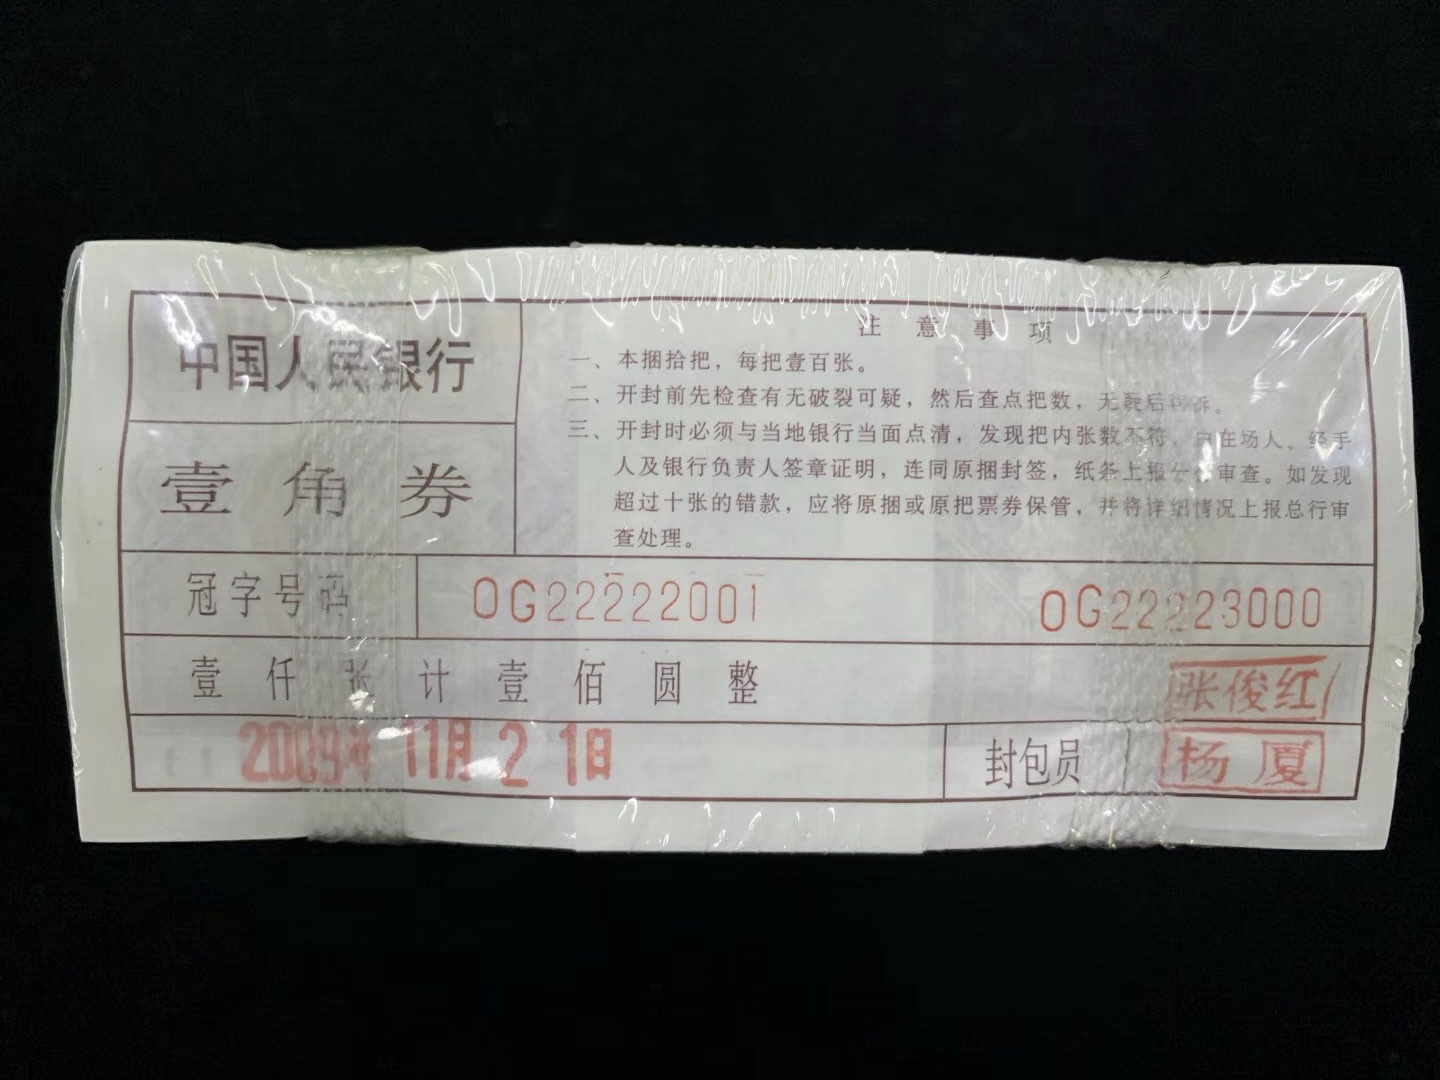 中国人民银行
壹角券
注意事项
一、本捆拾把，每把壹百张。
二、开封前先检查有无破裂可疑，然后查点把数，无疑后再拆。
三、开封时必须与当地银行当面点清，发现把内张数不符，由在场人、经手
人及银行负责人签章证明，连同原捆封签，纸条上报分行审查。如发现
超过十张的错款，应将原捆或原把票券保管，并将详细情况上报总行审
查处理。
冠字号码 OG22222001 OG22223000
壹仟张计壹佰圆整 张俊红
2009年11月21日 封包员 杨厦